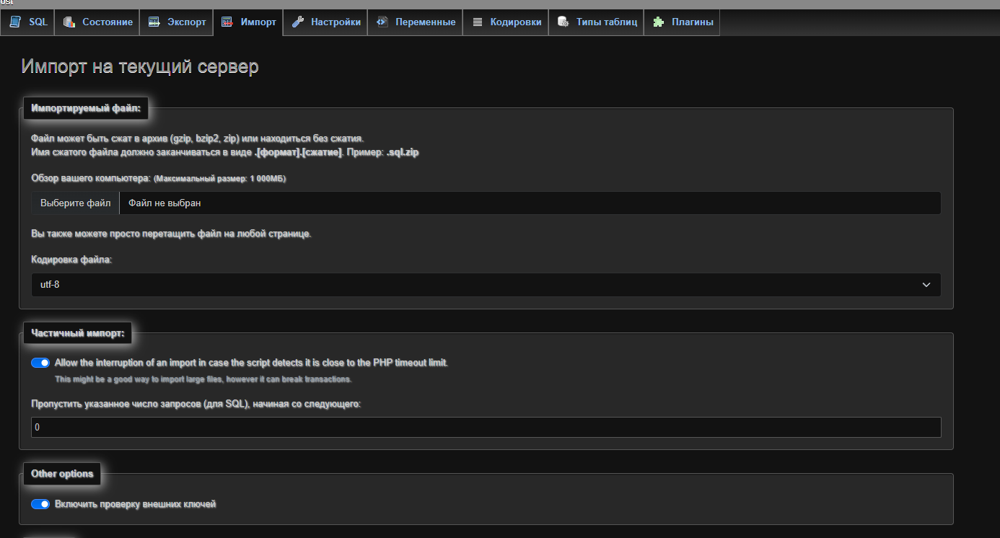 ost
SQL Состояние Экспорт Импорт Настройки Переменные Кодировки Типы таблиц Плагины
Импорт на текущий сервер
Импортируемый файл:
Файл может быть сжат в архив (gzip, bzip2, zip) или находиться без сжатия.
Имя сжатого файла должно заканчиваться в виде .[формат].[сжатие]. Пример: .sql.zip
Обзор вашего компьютера: (Максимальный размер: 1 000МБ)
Выберите файл Файл не выбран
Вы также можете просто перетащить файл на любой странице.
Кодировка файла:
utf-8
Частичный импорт:
Allow the interruption of an import in case the script detects it is close to the PHP timeout limit.
This might be a good way to import large files, however it can break transactions.
Пропустить указанное число запросов (для SQL), начиная со следующего:
0
Other options
Включить проверку внешних ключей